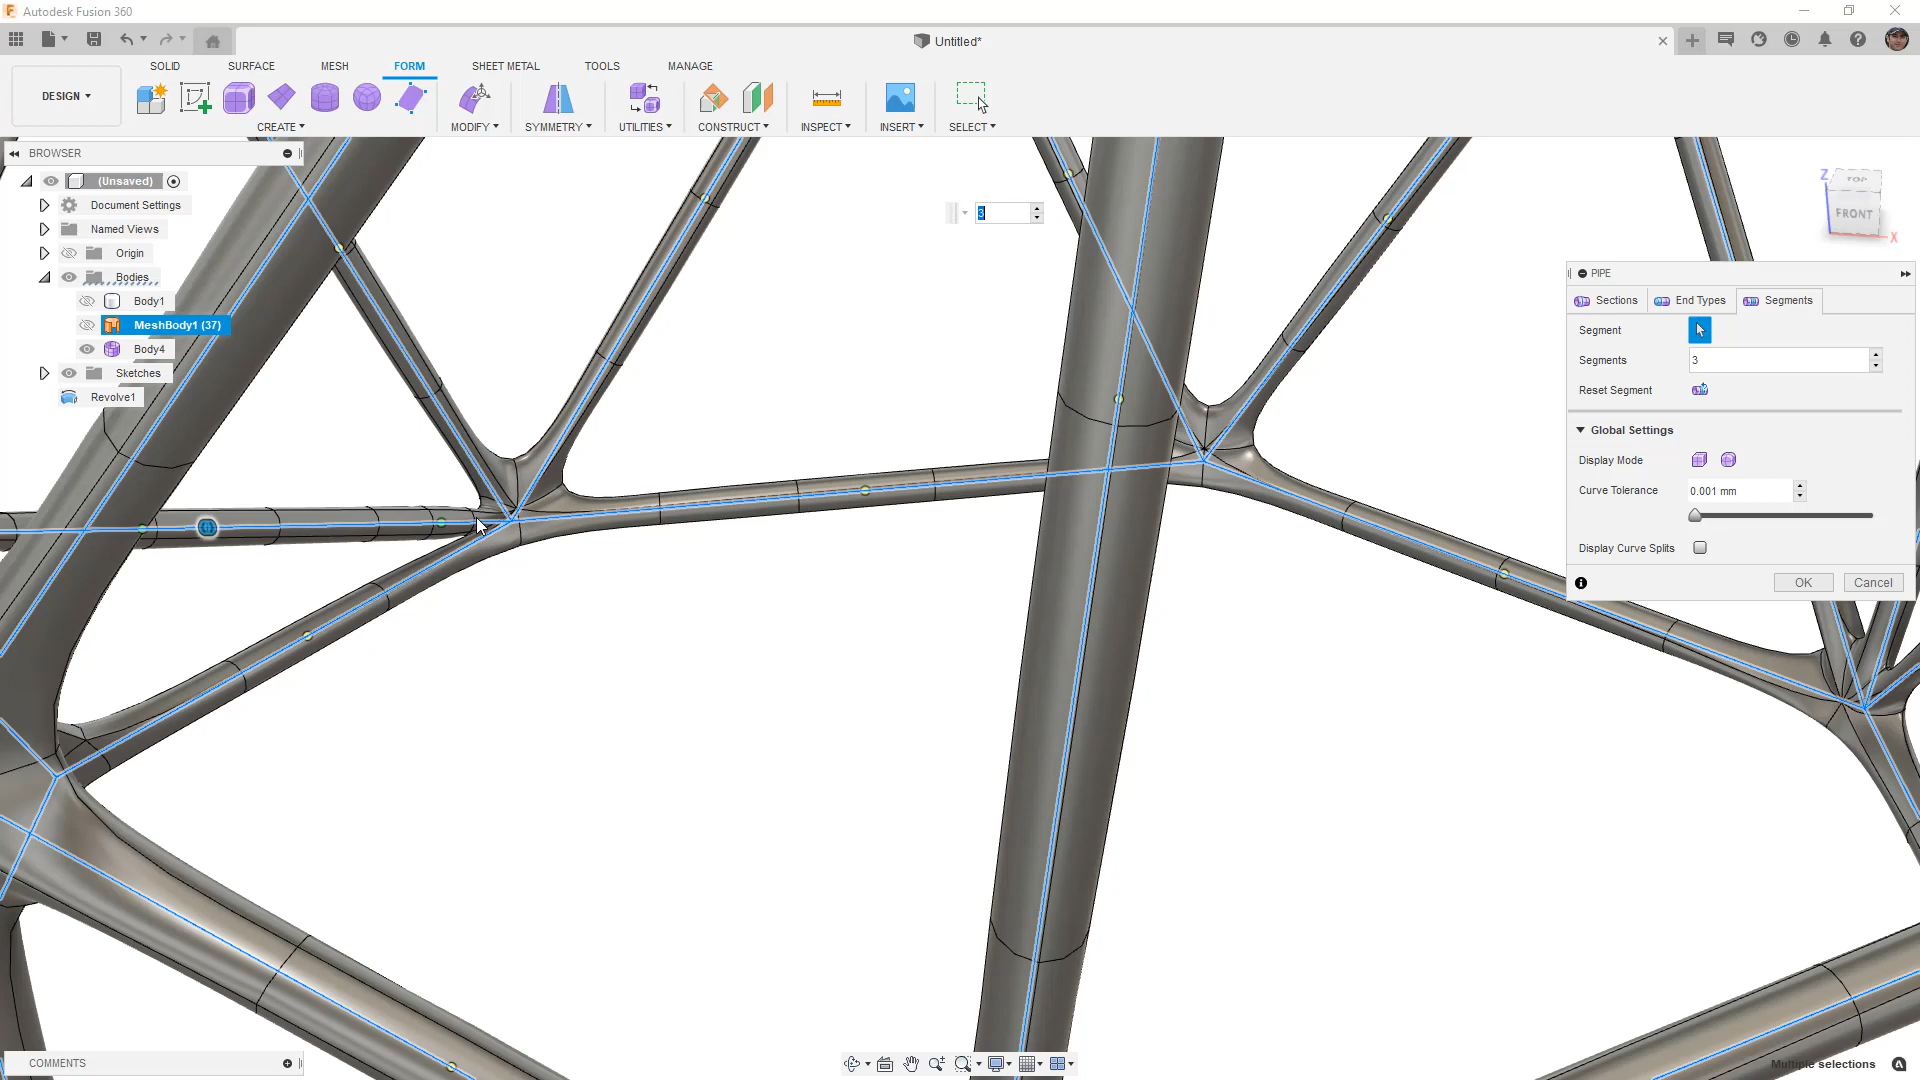 Autodesk Fusion 360
Untitled*
SOLID
SURFACE
MESH
FORM
SHEET METAL
TOOLS
MANAGE
DESIGN
CREATE
MODIFY
SYMMETRY
UTILITIES
CONSTRUCT
INSPECT
INSERT
SELECT
BROWSER
(Unsaved)
Document Settings
Named Views
Origin
Bodies
Body1
MeshBody1 (37)
Body4
Sketches
Revolve1
3
Z
TOP
FRONT
X
PIPE
Sections
End Types
Segments
Segment
Segments
3
Reset Segment
Global Settings
Display Mode
Curve Tolerance
0.001 mm
Display Curve Splits
OK
Cancel
COMMENTS
Multiple selections